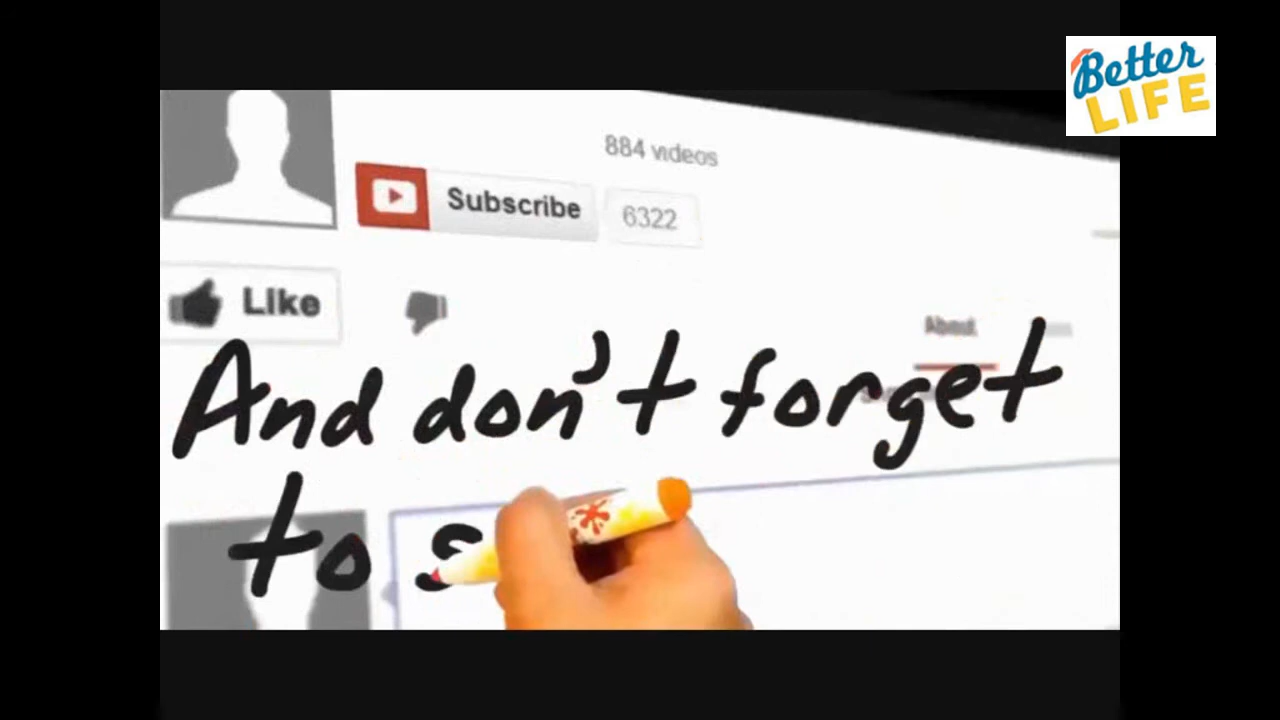 Better
LIFE
884 videos
Subscribe
6322
Like
About
And don't forget
to s